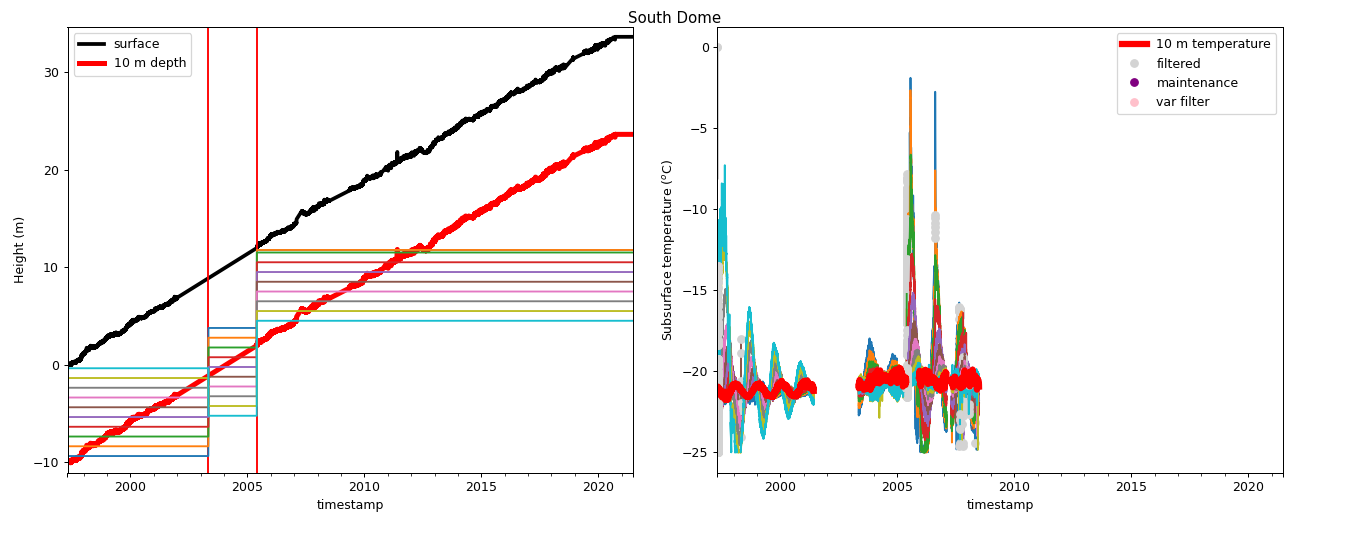 South Dome
surface
10 m depth
30
20
10
0
−10
Height (m)
2000
2005
2010
2015
2020
timestamp
10 m temperature
filtered
maintenance
var filter
0
−5
−10
−15
−20
−25
Subsurface temperature (°C)
2000
2005
2010
2015
2020
timestamp